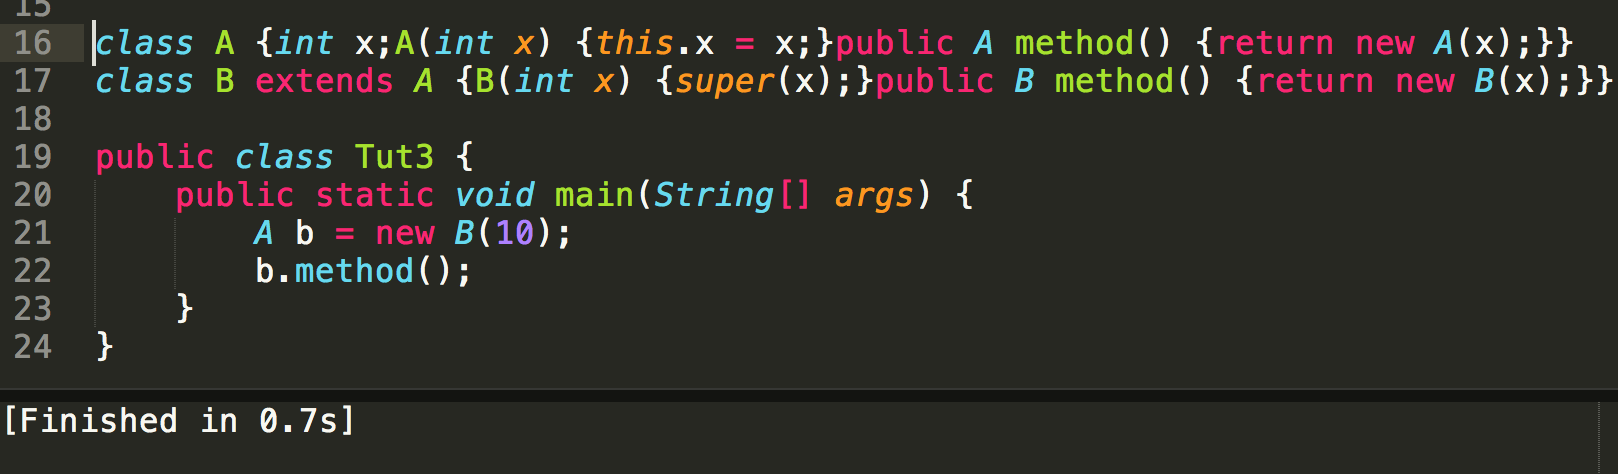 15
16 class A {int x;A(int x) {this.x = x;}public A method() {return new A(x);}}
17 class B extends A {B(int x) {super(x);}public B method() {return new B(x);}}
18
19 public class Tut3 {
20 public static void main(String[] args) {
21 A b = new B(10);
22 b.method();
23 }
24 }
[Finished in 0.7s]